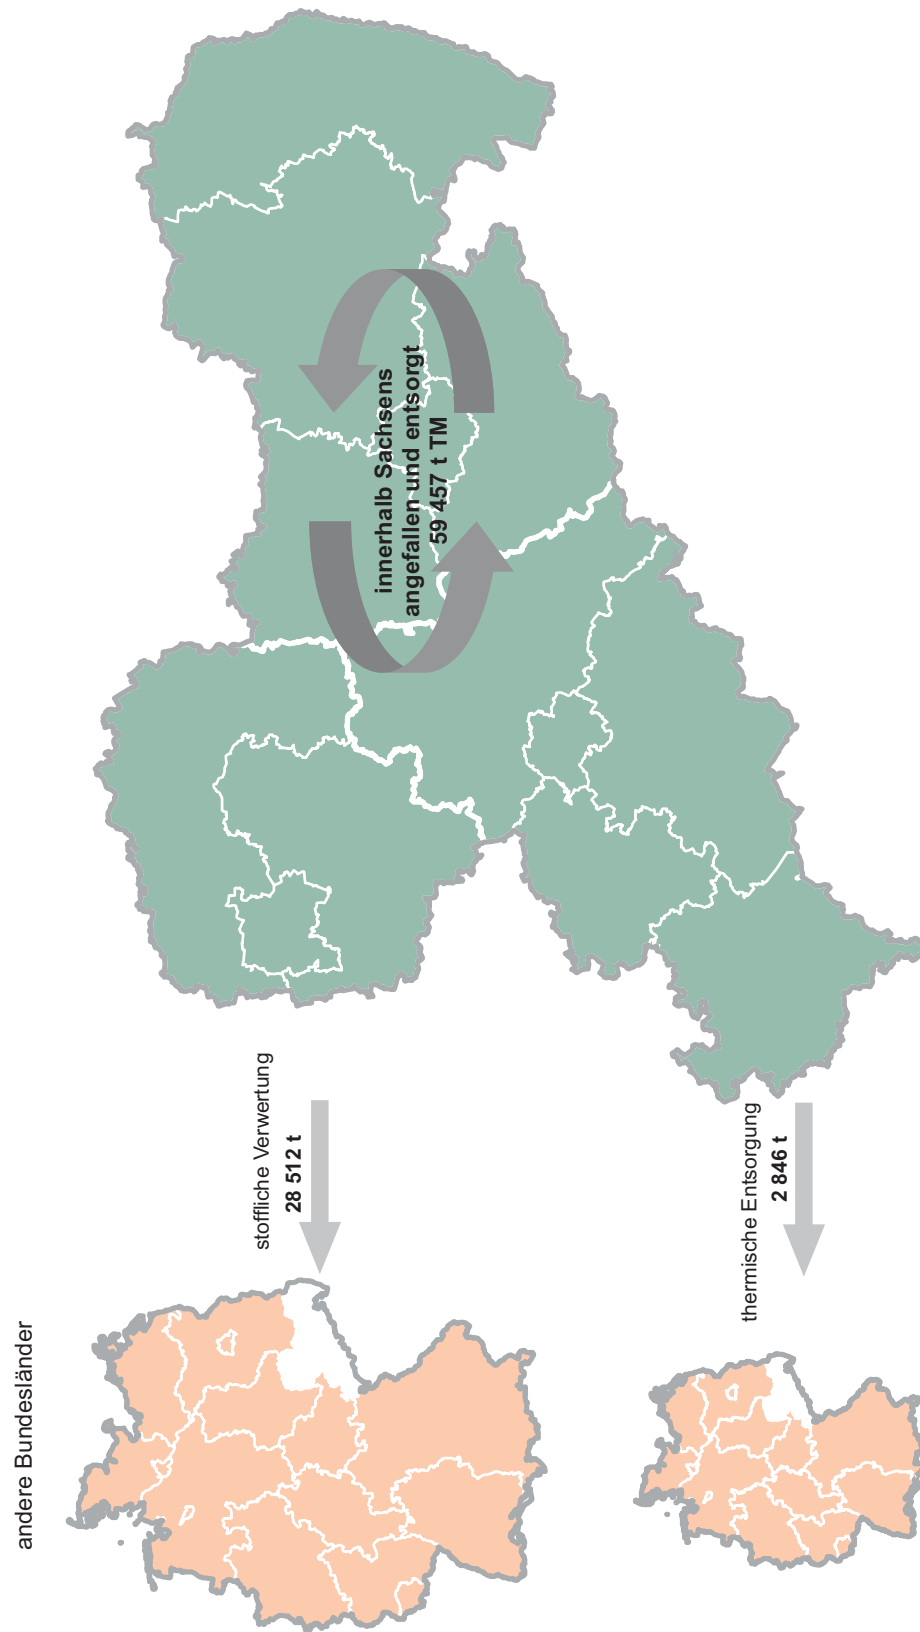 andere Bundesländer
stoffliche Verwertung
28 512 t
innerhalb Sachsens
angefallen und entsorgt
59 457 t TM
thermische Entsorgung
2 846 t